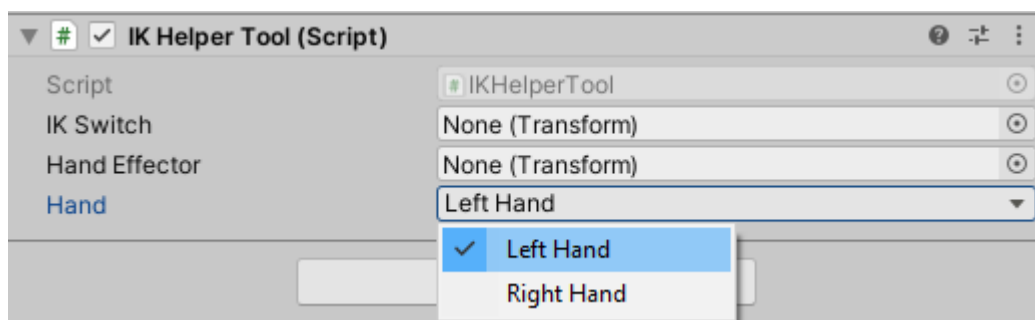 # IK Helper Tool (Script)
Script # IKHelperTool
IK Switch None (Transform)
Hand Effector None (Transform)
Hand Left Hand
Left Hand
Right Hand